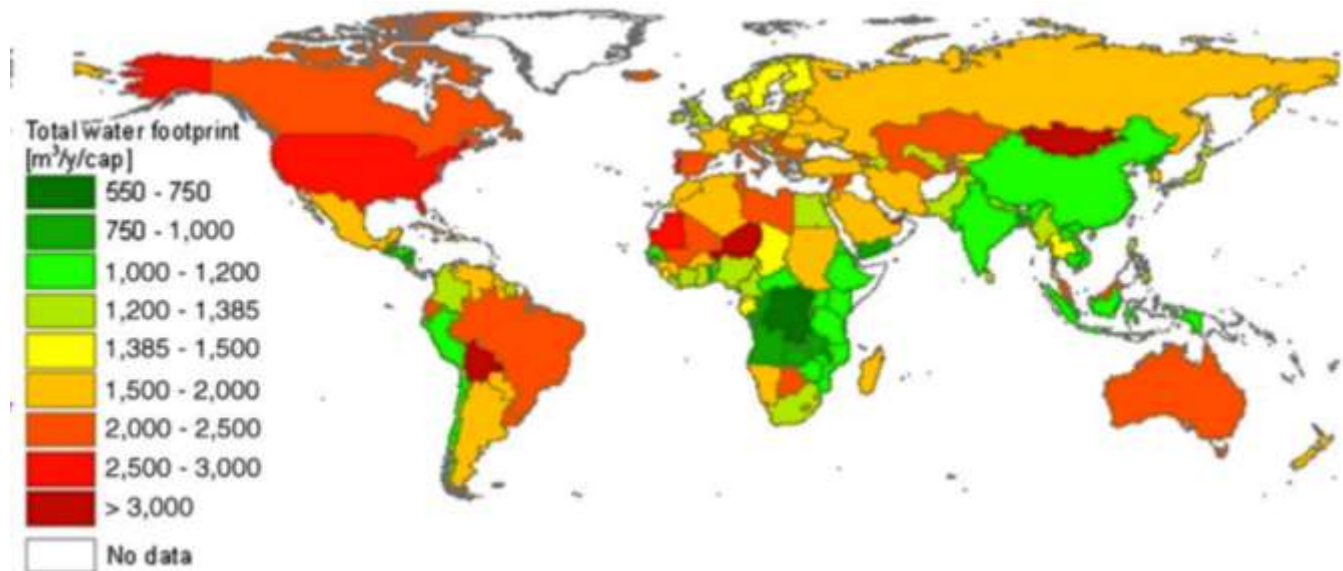 Total water footprint
[m³/y/cap]
550 - 750
750 - 1,000
1,000 - 1,200
1,200 - 1,385
1,385 - 1,500
1,500 - 2,000
2,000 - 2,500
2,500 - 3,000
> 3,000
No data